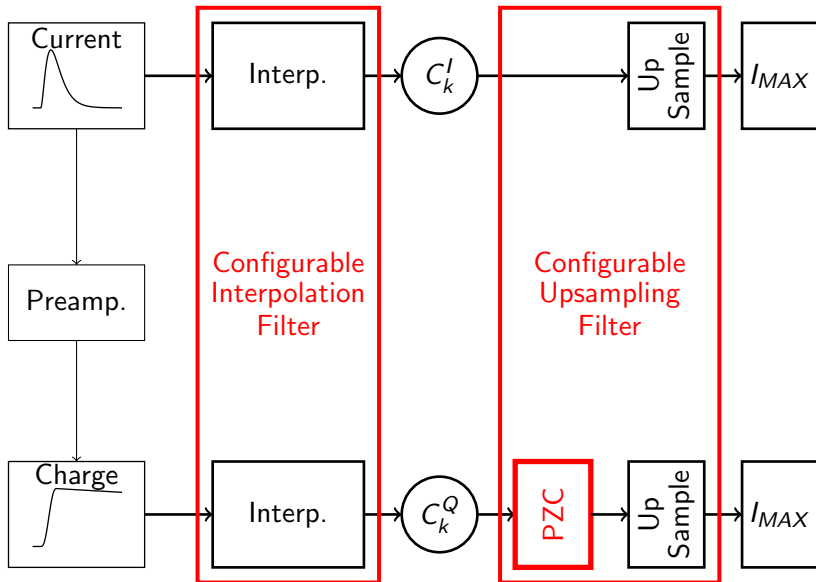 Current
Interp.
C_k^I
Up
Sample
I_MAX
Configurable
Interpolation
Filter
Configurable
Upsampling
Filter
Preamp.
Charge
Interp.
C_k^Q
PZC
Up
Sample
I_MAX